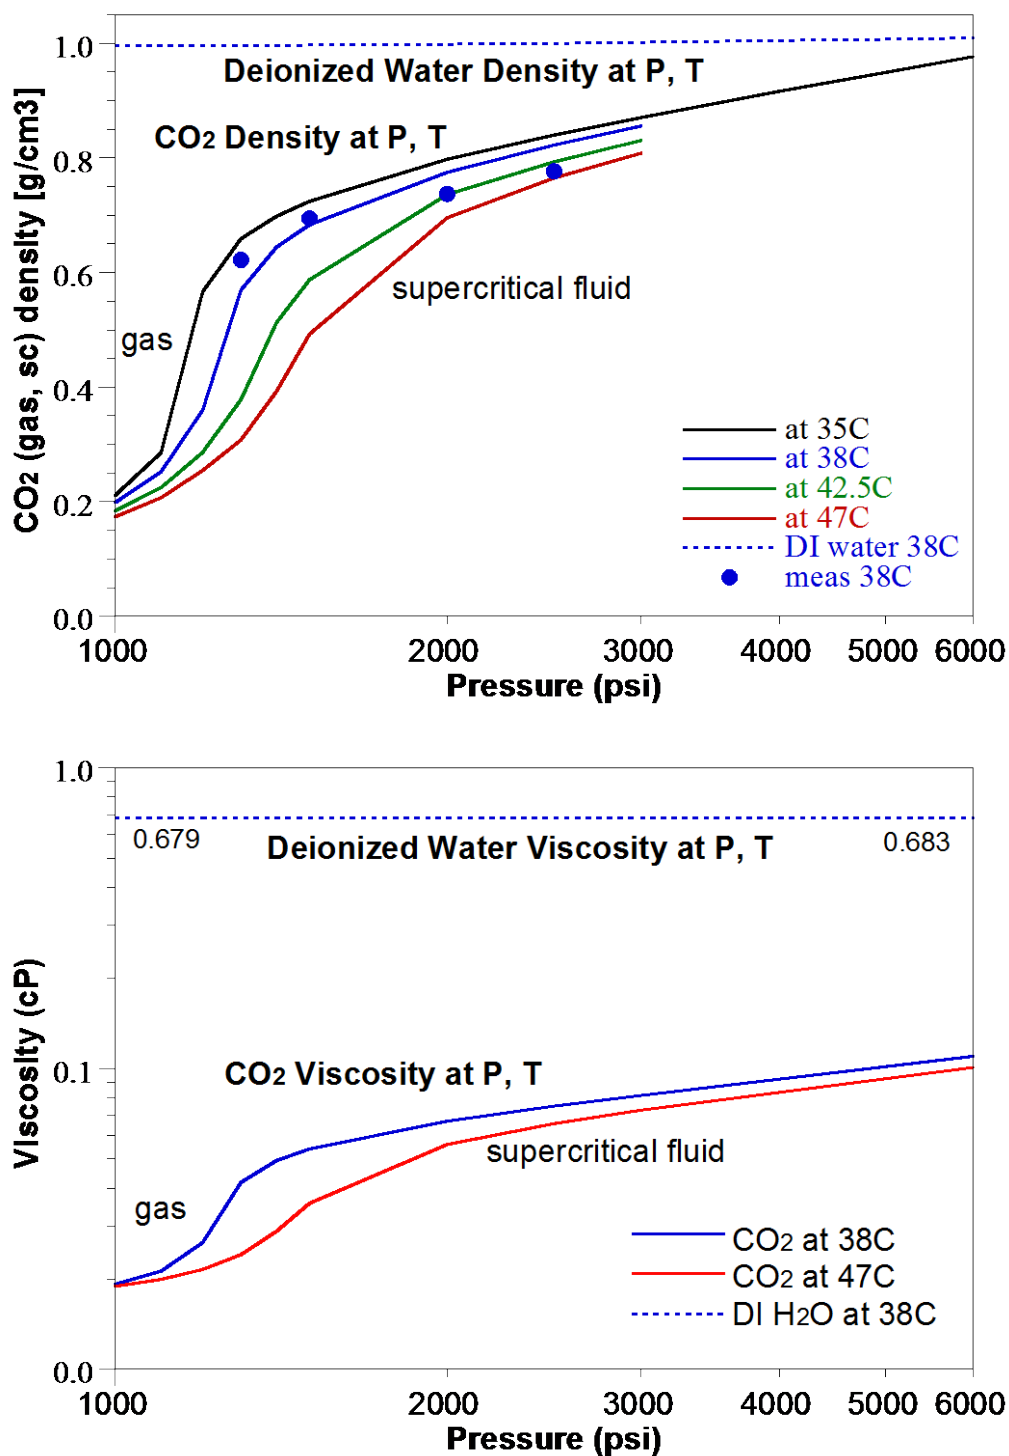 1.0
Deionized Water Density at P, T
CO2 Density at P, T
0.8
0.6
supercritical fluid
gas
0.4
at 35C
at 38C
at 42.5C
0.2
at 47C
DI water 38C
meas 38C
0.0
CO2 (gas, sc) density [g/cm3]
1000 2000 3000 4000 5000 6000
Pressure (psi)
1.0
0.679
0.683
Deionized Water Viscosity at P, T
Viscosity (cP)
0.1
CO2 Viscosity at P, T
supercritical fluid
gas
CO2 at 38C
CO2 at 47C
DI H2O at 38C
0.0
1000 2000 3000 4000 5000 6000
Pressure (psi)